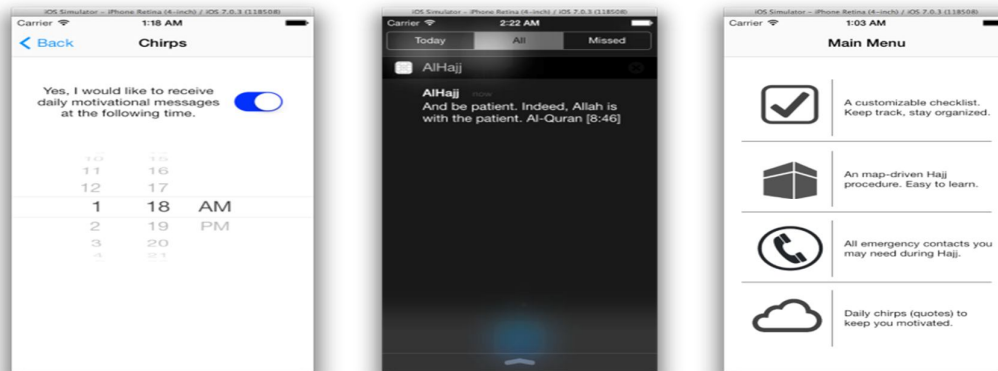 iOS Simulator – iPhone Retina (4-inch) / iOS 7.0.3 (11B508)
Carrier
1:18 AM
Back
Chirps
Yes, I would like to receive
daily motivational messages
at the following time.
10 15
11 16
12 17
1 18 AM
2 19 PM
3 20
4 21
iOS Simulator – iPhone Retina (4-inch) / iOS 7.0.3 (11B508)
Carrier
2:22 AM
Today
All
Missed
AlHajj
AlHajj now
And be patient. Indeed, Allah is
with the patient. Al-Quran [8:46]
iOS Simulator – iPhone Retina (4-inch) / iOS 7.0.3 (11B508)
Carrier
1:03 AM
Main Menu
A customizable checklist.
Keep track, stay organized.
An map-driven Hajj
procedure. Easy to learn.
All emergency contacts you
may need during Hajj.
Daily chirps (quotes) to
keep you motivated.